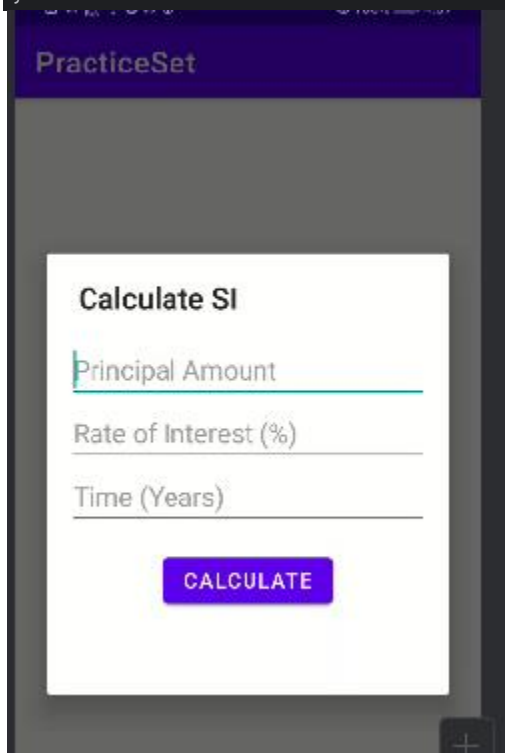 PracticeSet
Calculate SI
Principal Amount
Rate of Interest (%)
Time (Years)
CALCULATE